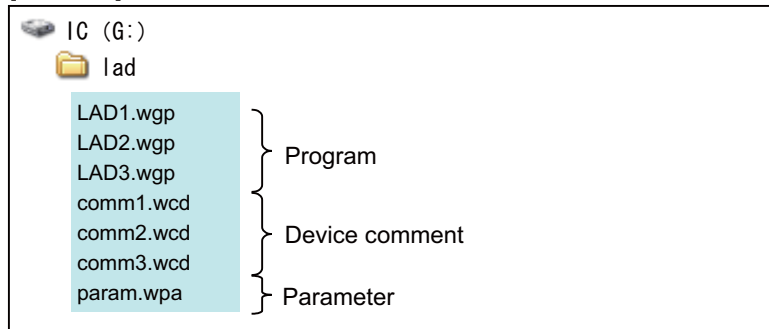 IC (G:)
lad
LAD1.wgp
LAD2.wgp
LAD3.wgp
Program
comm1.wcd
comm2.wcd
comm3.wcd
Device comment
param.wpa
Parameter